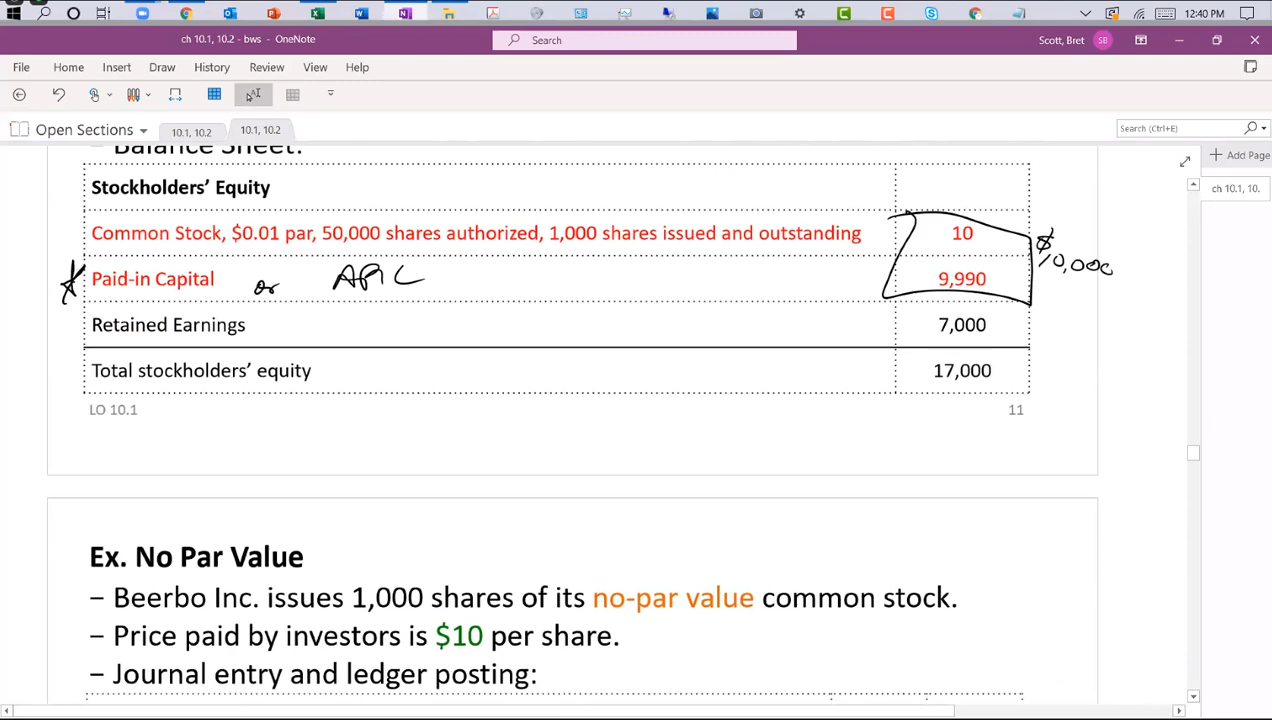 12:40 PM
ch 10.1, 10.2 - bws - OneNote
Search
Scott, Bret
SB
File Home Insert Draw History Review View Help
Open Sections
10.1, 10.2
10.1, 10.2
Search (Ctrl+E)
Add Page
ch 10.1, 10.
– Balance Sheet:
Stockholders’ Equity
Common Stock, $0.01 par, 50,000 shares authorized, 1,000 shares issued and outstanding 10
$
10,000
Paid-in Capital or APIC 9,990
Retained Earnings 7,000
Total stockholders’ equity 17,000
LO 10.1 11
Ex. No Par Value
– Beerbo Inc. issues 1,000 shares of its no-par value common stock.
– Price paid by investors is $10 per share.
– Journal entry and ledger posting: